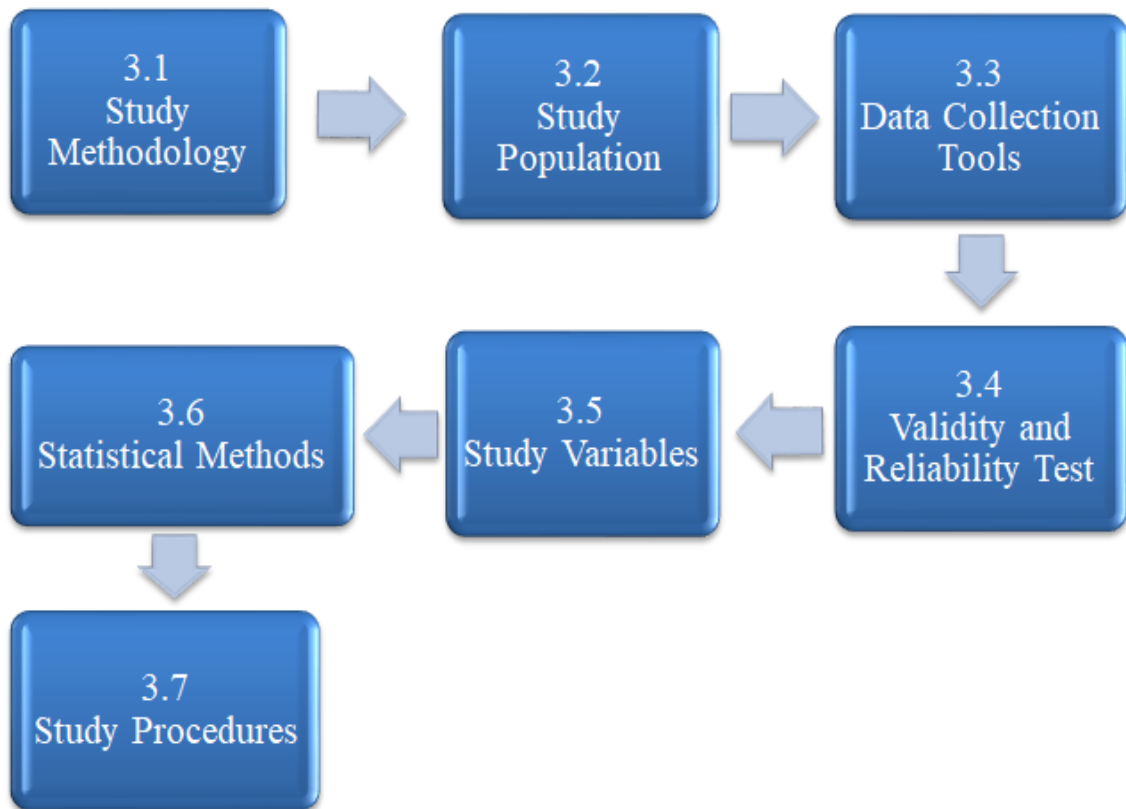 3.1
Study
Methodology
3.2
Study
Population
3.3
Data Collection
Tools
3.4
Validity and
Reliability Test
3.5
Study Variables
3.6
Statistical Methods
3.7
Study Procedures